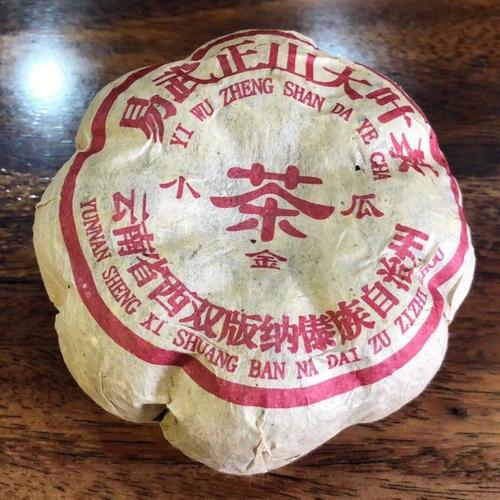 易武正山大叶茶
YI WU ZHENG SHAN DA YE CHA
茶
小金瓜
云南省西双版纳傣族自治州
YUNNAN SHENG XI SHUANG BAN NA DAI ZU ZIZHI ZHOU